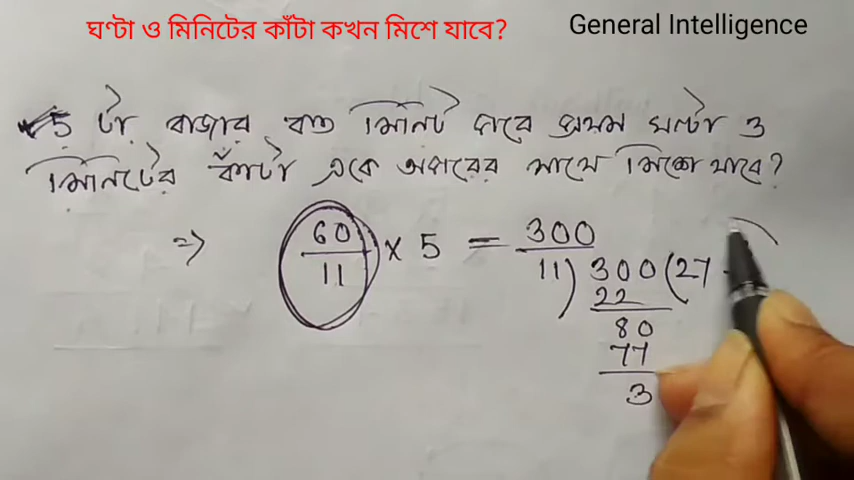 ঘণ্টা ও মিনিটের কাঁটা কখন মিশে যাবে?
General Intelligence
5 টা বাজার কত মিনিট পরে প্রথম ঘন্টা ও
মিনিটের কাঁটা একে অপরের সাথে মিশে যাবে?
⇒ 60/11 × 5 = 300/11
11) 300 (27
22
80
77
3